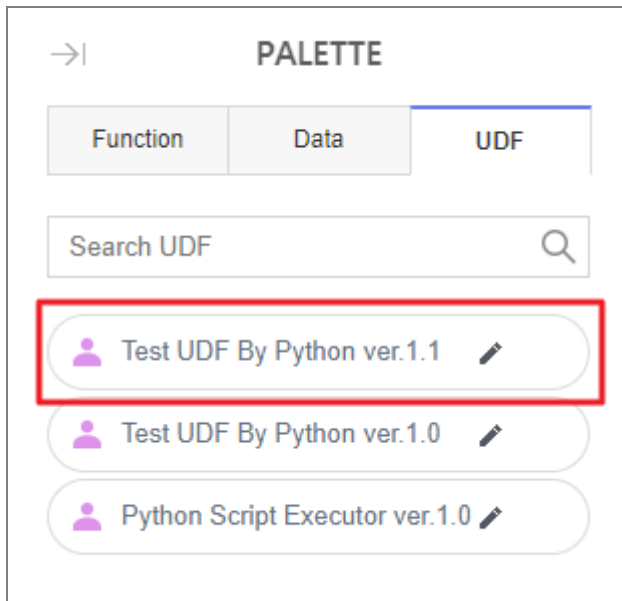 PALETTE
Function Data UDF
Search UDF
Test UDF By Python ver.1.1
Test UDF By Python ver.1.0
Python Script Executor ver.1.0